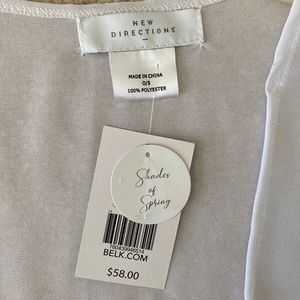 NEW
DIRECTIONS
MADE IN CHINA
O/S
100% POLYESTER
Shades
of
Spring
BELK.COM
$58.00